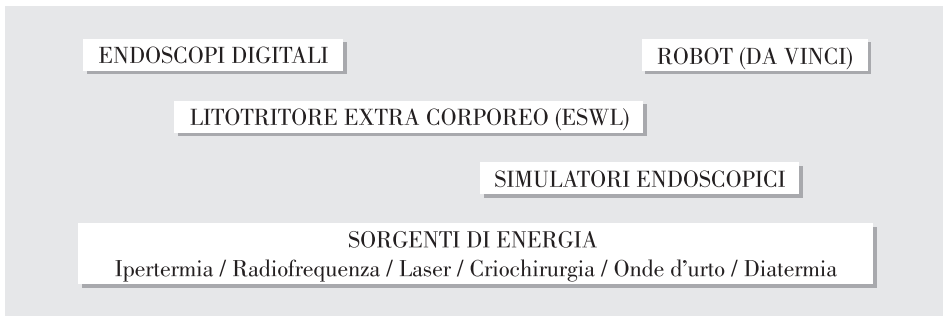 ENDOSCOPI DIGITALI
ROBOT (DA VINCI)
LITOTRITORE EXTRA CORPOREO (ESWL)
SIMULATORI ENDOSCOPICI
SORGENTI DI ENERGIA
Ipertermia / Radiofrequenza / Laser / Criochirurgia / Onde d’urto / Diatermia